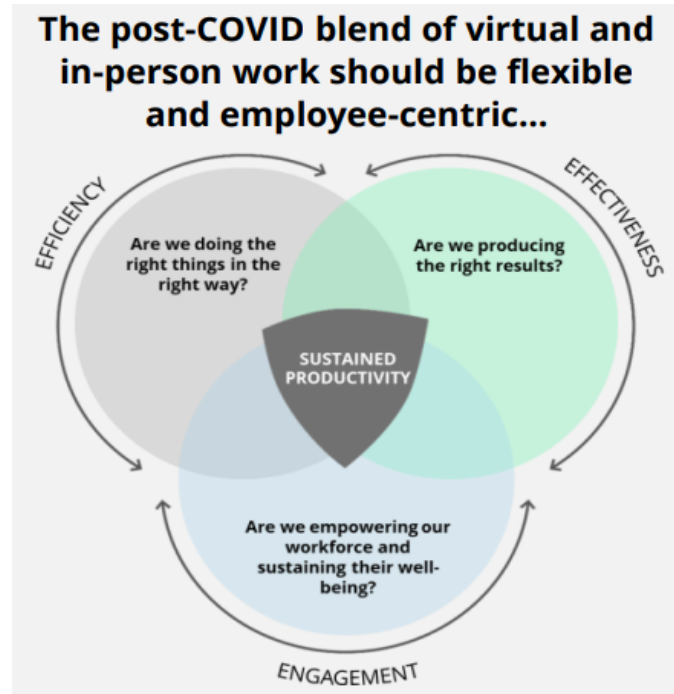 The post-COVID blend of virtual and
in-person work should be flexible
and employee-centric...
EFFICIENCY
EFFECTIVENESS
Are we doing the
right things in the
right way?
Are we producing
the right results?
SUSTAINED
PRODUCTIVITY
Are we empowering our
workforce and
sustaining their well-
being?
ENGAGEMENT